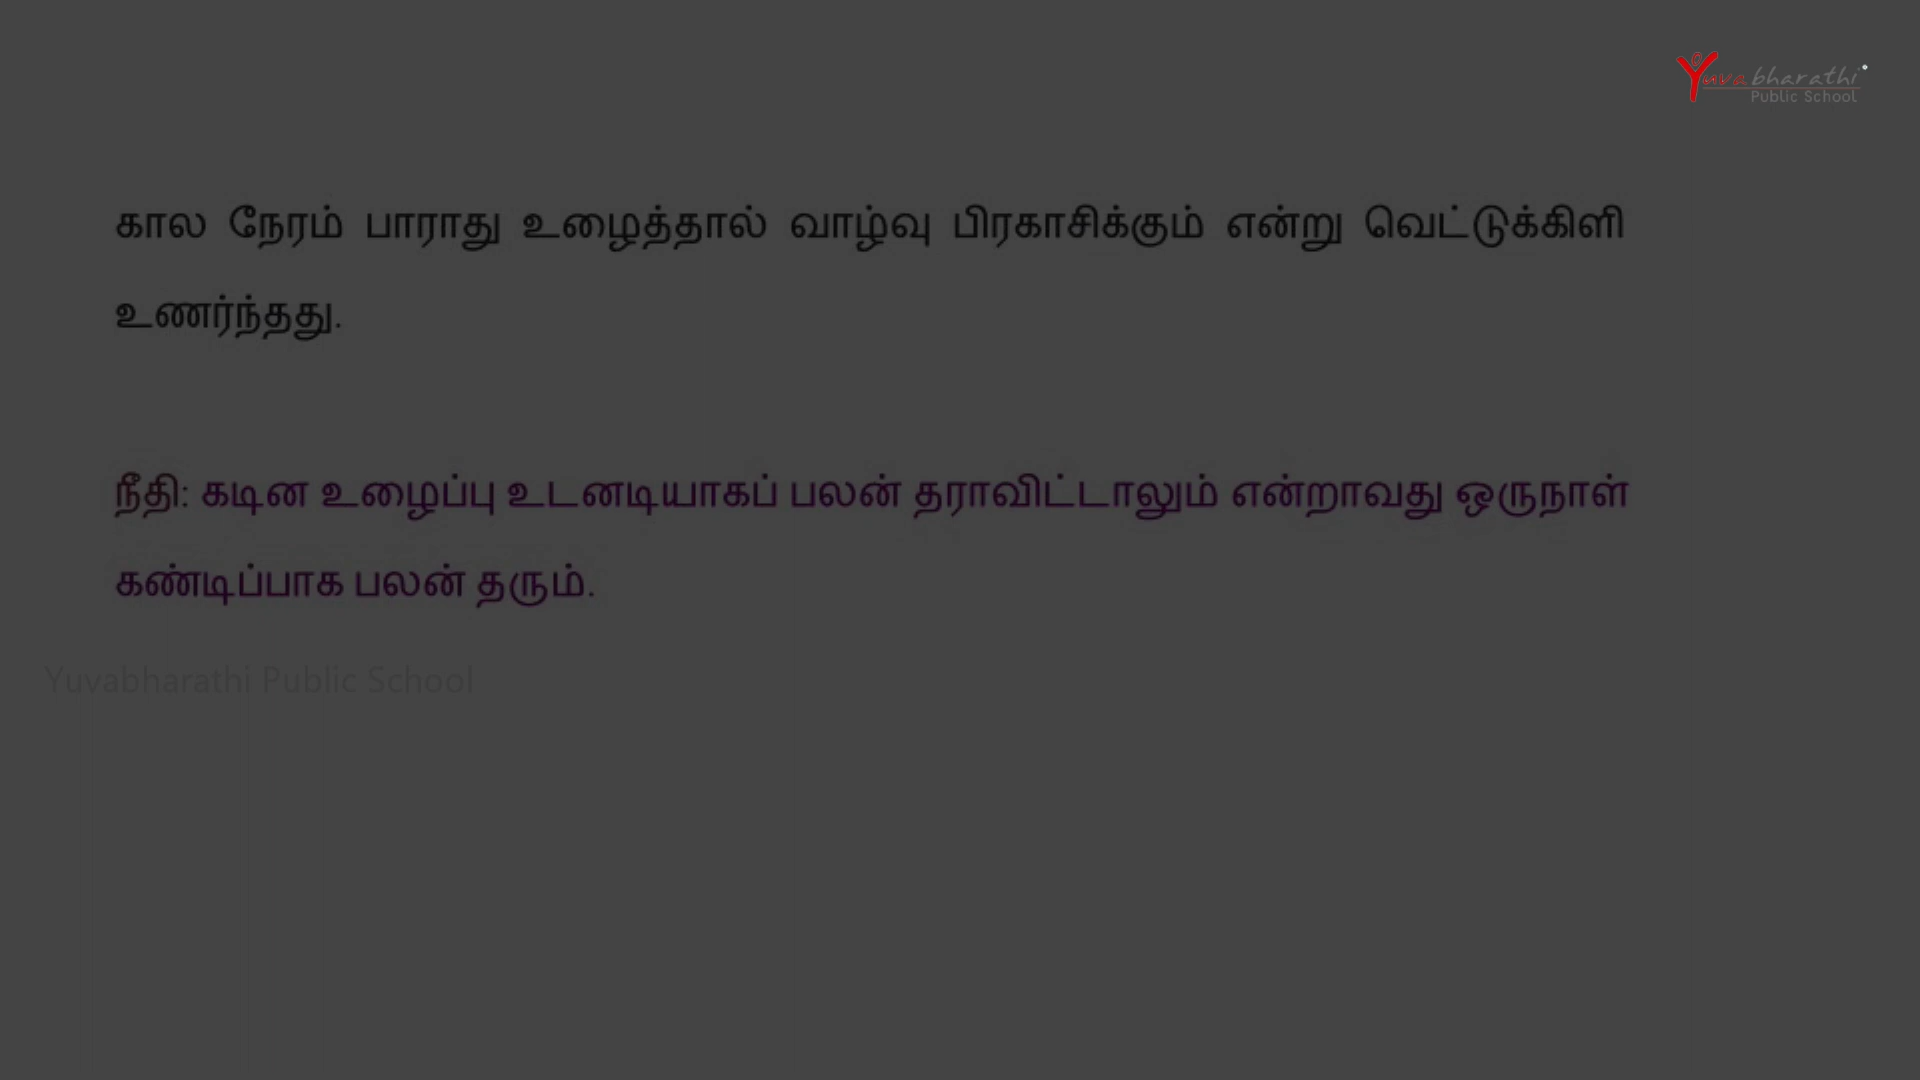 Yuvabharathi
Public School
கால நேரம் பாராது உழைத்தால் வாழ்வு பிரகாசிக்கும் என்று வெட்டுக்கிளி
உணர்ந்தது.
நீதி: கடின உழைப்பு உடனடியாகப் பலன் தராவிட்டாலும் என்றாவது ஒருநாள்
கண்டிப்பாக பலன் தரும்.
Yuvabharathi Public School